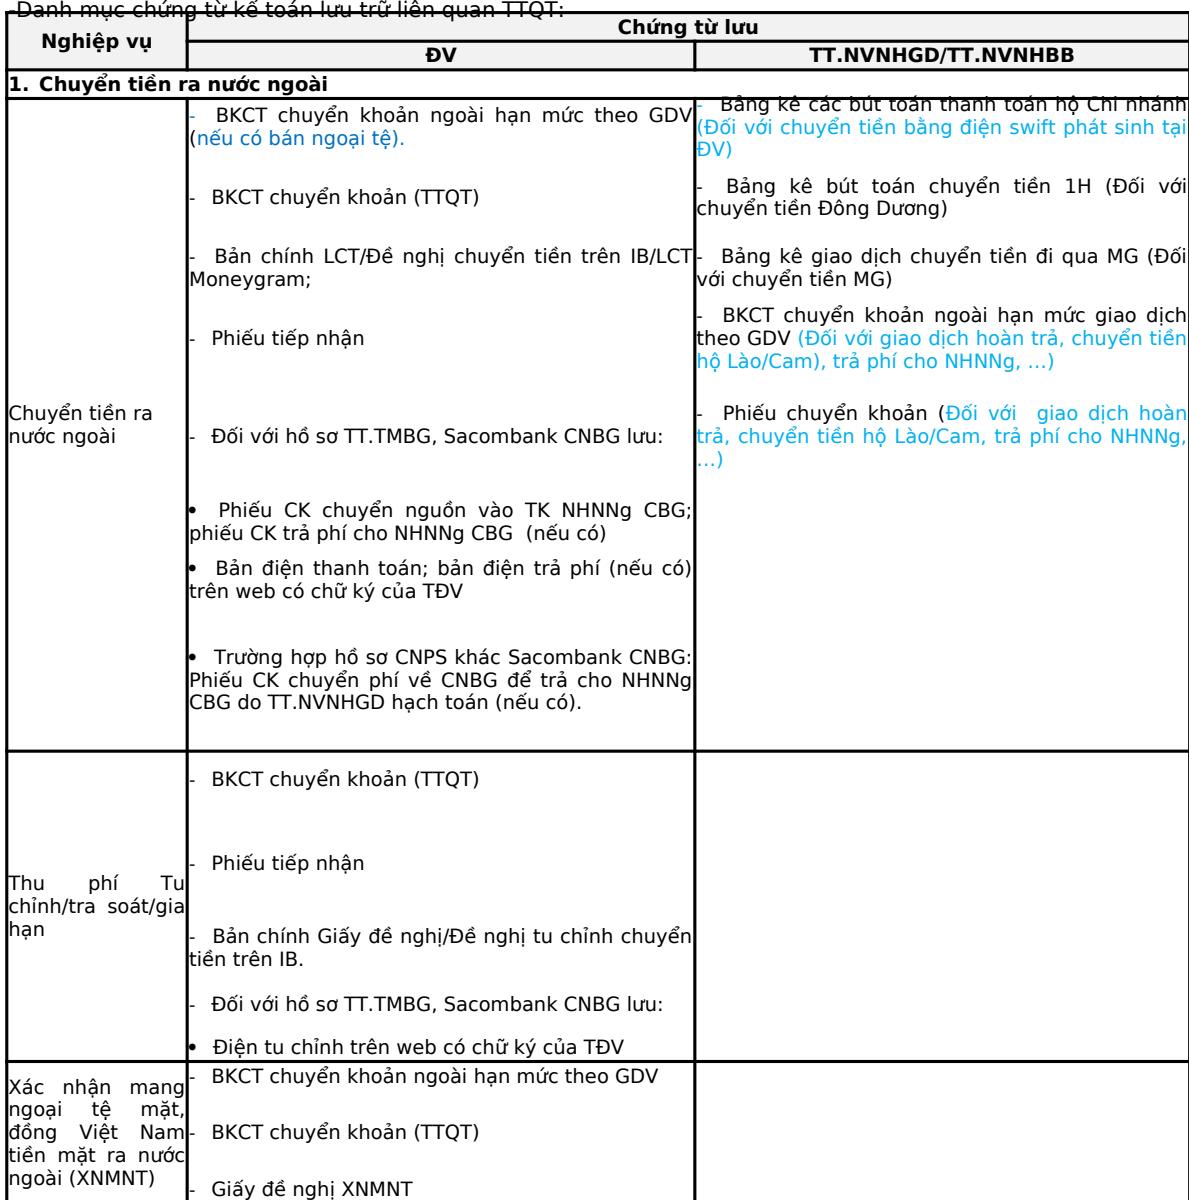 -Danh mục chứng từ kế toán lưu trữ liên quan TTQT:
Nghiệp vụ
Chứng từ lưu
ĐV
TT.NVNHGD/TT.NVNHBB
1. Chuyển tiền ra nước ngoài
Chuyển tiền ra
nước ngoài
- BKCT chuyển khoản ngoài hạn mức theo GDV
(nếu có bán ngoại tệ).
- BKCT chuyển khoản (TTQT)
- Bản chính LCT/Đề nghị chuyển tiền trên IB/LCT
Moneygram;
- Phiếu tiếp nhận
- Đối với hồ sơ TT.TMBG, Sacombank CNBG lưu:
• Phiếu CK chuyển nguồn vào TK NHNNg CBG;
phiếu CK trả phí cho NHNNg CBG (nếu có)
• Bản điện thanh toán; bản điện trả phí (nếu có)
trên web có chữ ký của TĐV
• Trường hợp hồ sơ CNPS khác Sacombank CNBG:
Phiếu CK chuyển phí về CNBG để trả cho NHNNg
CBG do TT.NVNHGD hạch toán (nếu có).
- Bảng kê các bút toán thanh toán hộ Chi nhánh
(Đối với chuyển tiền bằng điện swift phát sinh tại
ĐV)
- Bảng kê bút toán chuyển tiền 1H (Đối với
chuyển tiền Đông Dương)
- Bảng kê giao dịch chuyển tiền đi qua MG (Đối
với chuyển tiền MG)
- BKCT chuyển khoản ngoài hạn mức giao dịch
theo GDV (Đối với giao dịch hoàn trả, chuyển tiền
hộ Lào/Cam), trả phí cho NHNNg, ...)
- Phiếu chuyển khoản (Đối với giao dịch hoàn
trả, chuyển tiền hộ Lào/Cam, trả phí cho NHNNg,
...)
Thu phí Tu
chỉnh/tra soát/gia
hạn
- BKCT chuyển khoản (TTQT)
- Phiếu tiếp nhận
- Bản chính Giấy đề nghị/Đề nghị tu chỉnh chuyển
tiền trên IB.
- Đối với hồ sơ TT.TMBG, Sacombank CNBG lưu:
• Điện tu chỉnh trên web có chữ ký của TĐV
Xác nhận mang
ngoại tệ mặt,
đồng Việt Nam
tiền mặt ra nước
ngoài (XNMNT)
- BKCT chuyển khoản ngoài hạn mức theo GDV
- BKCT chuyển khoản (TTQT)
- Giấy đề nghị XNMNT